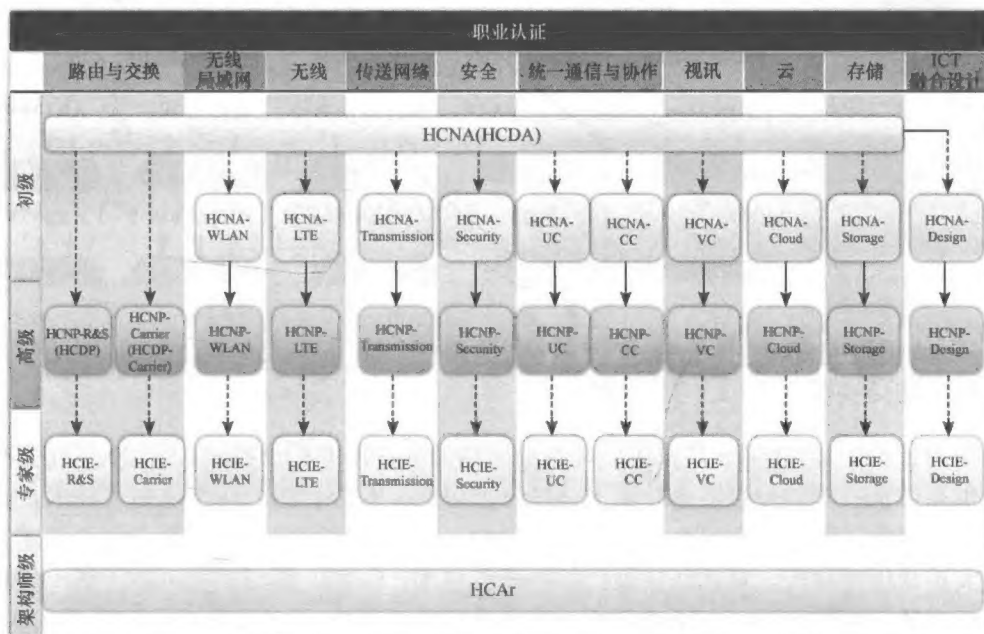 职业认证
路由与交换
无线
局域网
无线
传送网络
安全
统一通信与协作
视讯
云
存储
ICT
融合设计
初级
HCNA(HCDA)
HCNA-
WLAN
HCNA-
LTE
HCNA-
Transmission
HCNA-
Security
HCNA-
UC
HCNA-
CC
HCNA-
VC
HCNA-
Cloud
HCNA-
Storage
HCNA-
Design
高级
HCNP-R&S
(HCDP)
HCNP-
Carrier
(HCDP-
Carrier)
HCNP-
WLAN
HCNP-
LTE
HCNP-
Transmission
HCNP-
Security
HCNP-
UC
HCNP-
CC
HCNP-
VC
HCNP-
Cloud
HCNP-
Storage
HCNP-
Design
专家级
HCIE-
R&S
HCIE-
Carrier
HCIE-
WLAN
HCIE-
LTE
HCIE-
Transmission
HCIE-
Security
HCIE-
UC
HCIE-
CC
HCIE-
VC
HCIE-
Cloud
HCIE-
Storage
HCIE-
Design
架构师级
HCAr